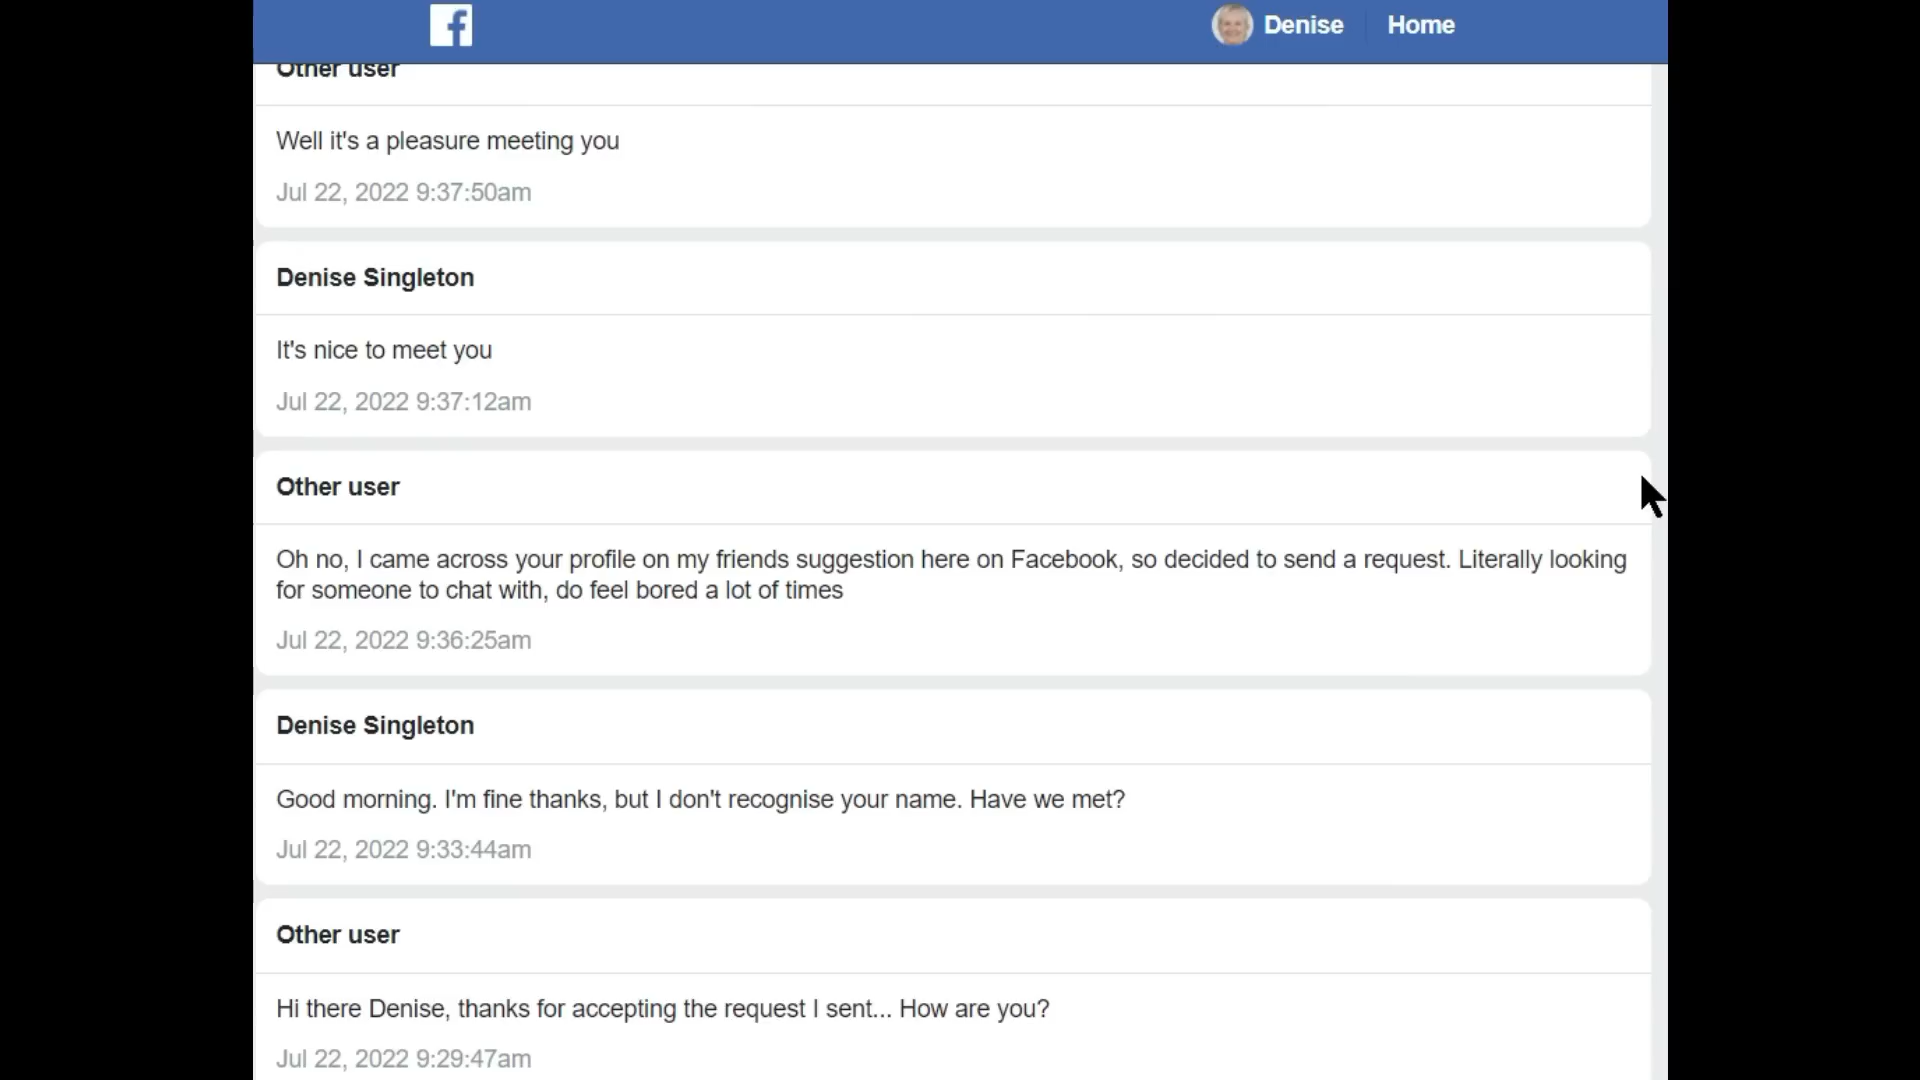 Denise Home
Other user
Well it's a pleasure meeting you
Jul 22, 2022 9:37:50am
Denise Singleton
It's nice to meet you
Jul 22, 2022 9:37:12am
Other user
Oh no, I came across your profile on my friends suggestion here on Facebook, so decided to send a request. Literally looking
for someone to chat with, do feel bored a lot of times
Jul 22, 2022 9:36:25am
Denise Singleton
Good morning. I'm fine thanks, but I don't recognise your name. Have we met?
Jul 22, 2022 9:33:44am
Other user
Hi there Denise, thanks for accepting the request I sent... How are you?
Jul 22, 2022 9:29:47am